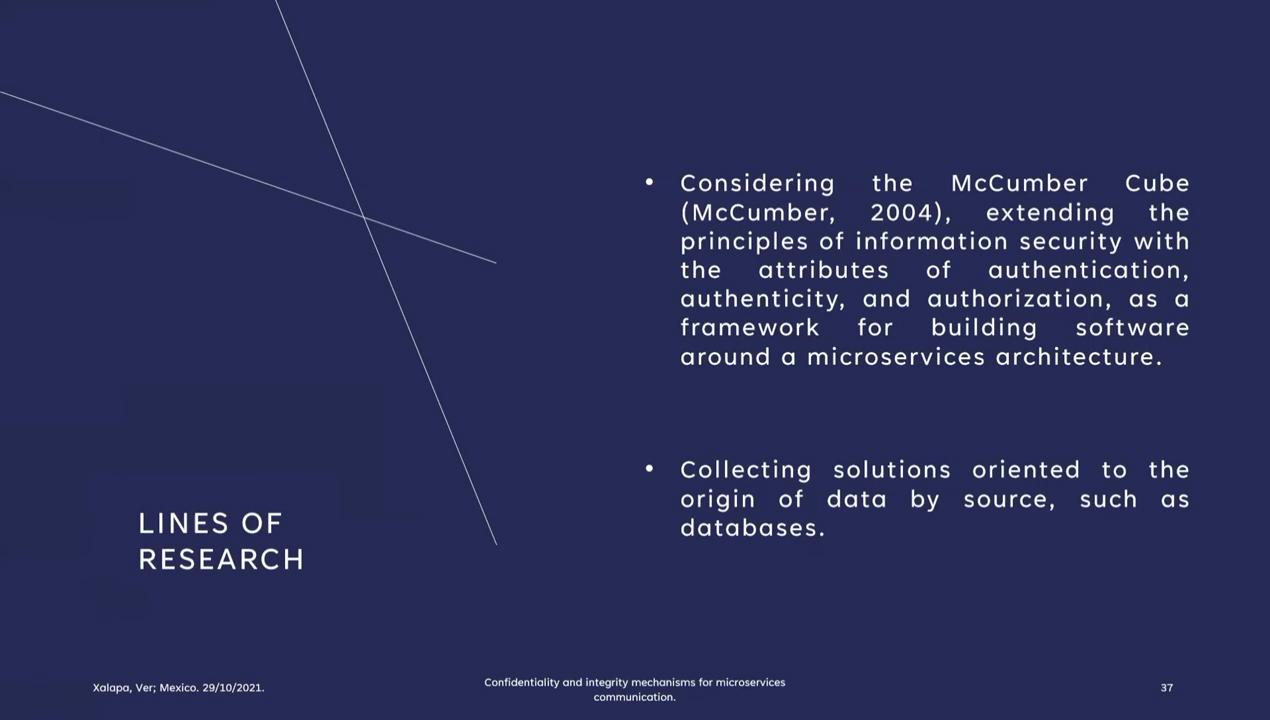 LINES OF
RESEARCH
• Considering the McCumber Cube
(McCumber, 2004), extending the
principles of information security with
the attributes of authentication,
authenticity, and authorization, as a
framework for building software
around a microservices architecture.
• Collecting solutions oriented to the
origin of data by source, such as
databases.
Xalapa, Ver; Mexico. 29/10/2021.
Confidentiality and integrity mechanisms for microservices
communication.
37